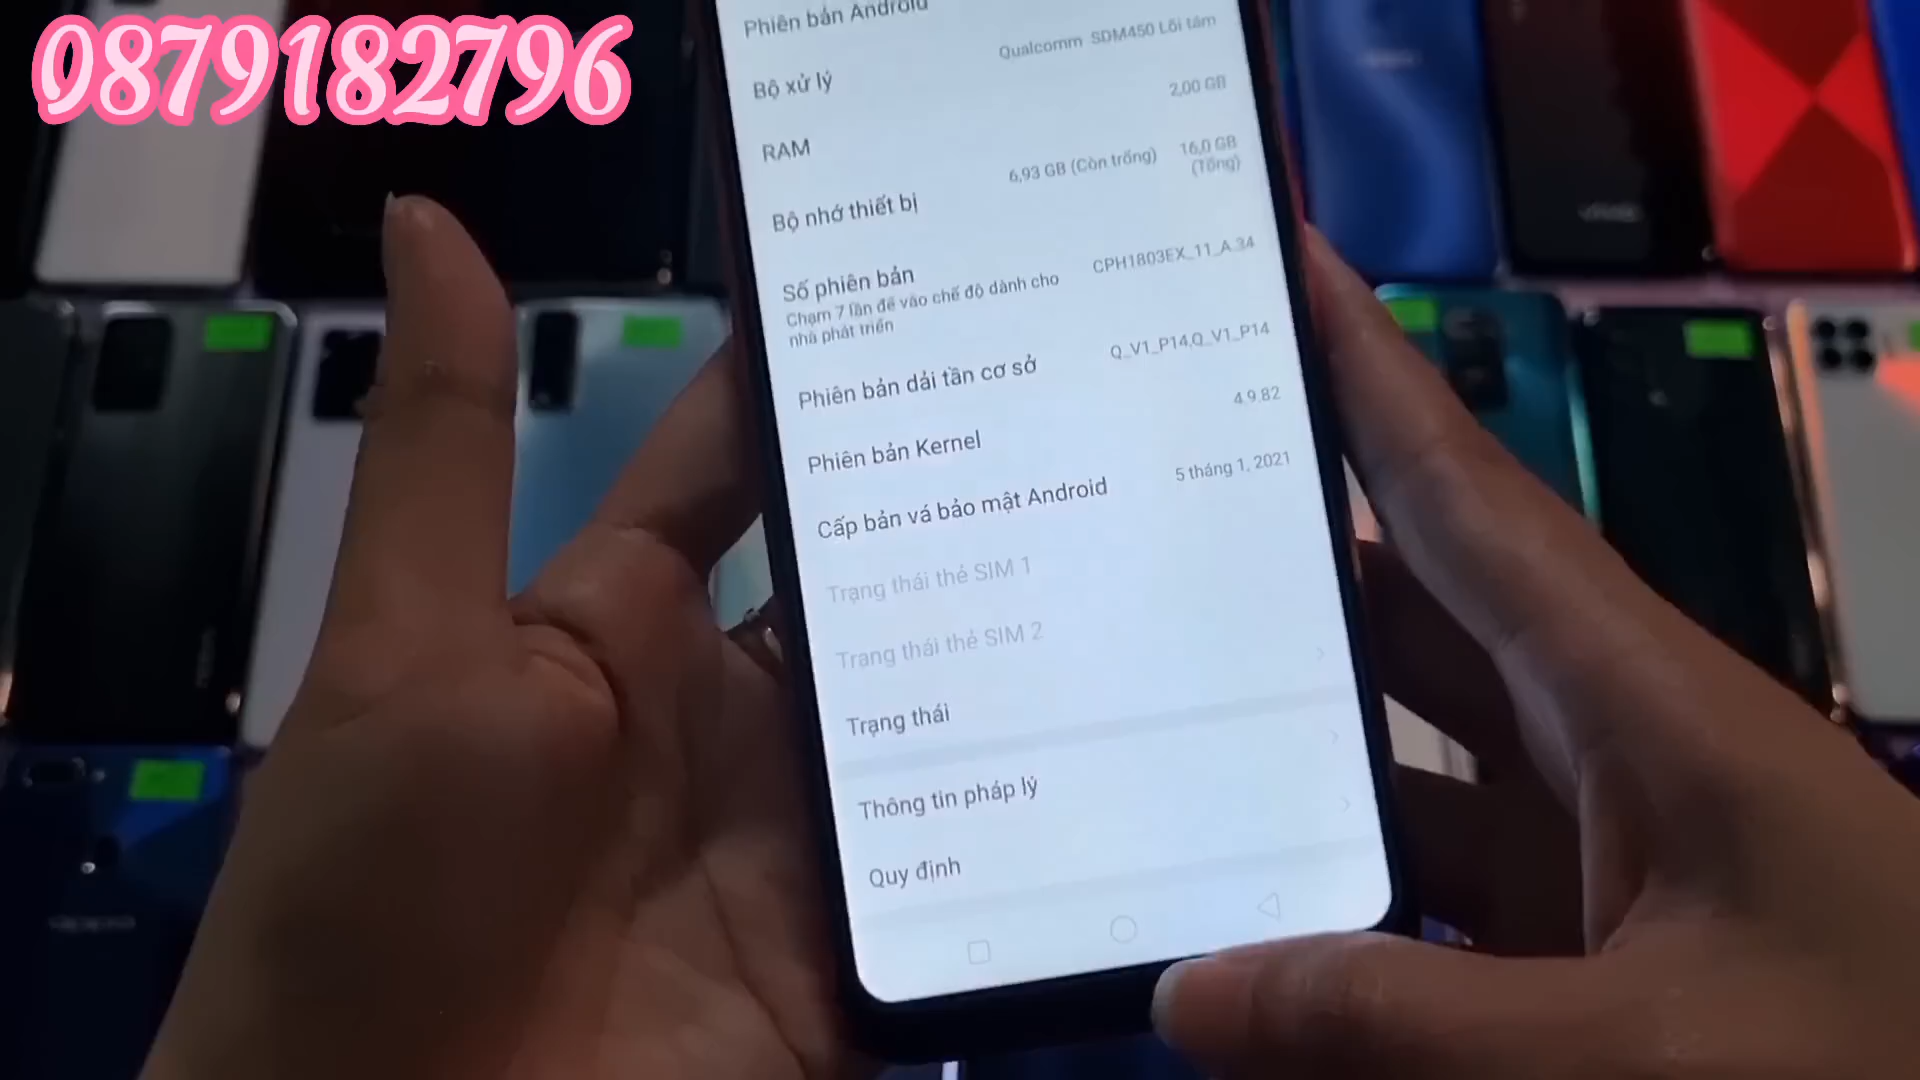 0879182796
Phiên bản Android
Qualcomm SDM450 Lõi tám
Bộ xử lý
2,00 GB
RAM
6,93 GB (Còn trống)
16,0 GB
(Tổng)
Bộ nhớ thiết bị
CPH1803EX_11_A.34
Số phiên bản
Chạm 7 lần để vào chế độ dành cho
nhà phát triển
Q_V1_P14,Q_V1_P14
Phiên bản dải tần cơ sở
4.9.82
Phiên bản Kernel
5 tháng 1, 2021
Cấp bản vá bảo mật Android
Trạng thái thẻ SIM 1
Trạng thái thẻ SIM 2
Trạng thái
Thông tin pháp lý
Quy định